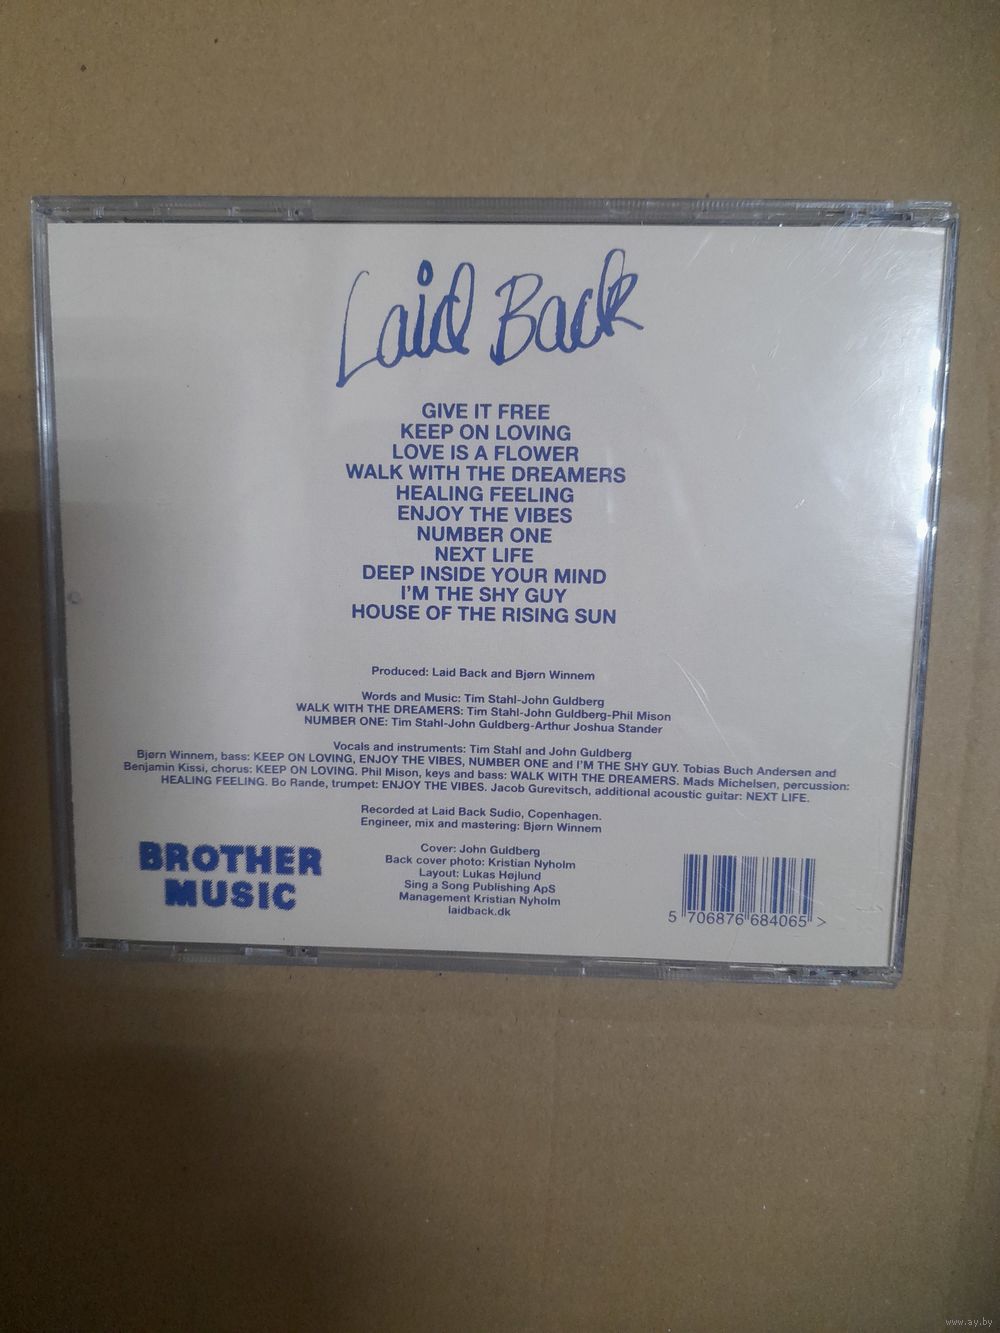 Laid Back
GIVE IT FREE
KEEP ON LOVING
LOVE IS A FLOWER
WALK WITH THE DREAMERS
HEALING FEELING
ENJOY THE VIBES
NUMBER ONE
NEXT LIFE
DEEP INSIDE YOUR MIND
I'M THE SHY GUY
HOUSE OF THE RISING SUN
Produced: Laid Back and Bjørn Winnem
Words and Music: Tim Stahl-John Guldberg
WALK WITH THE DREAMERS: Tim Stahl-John Guldberg-Phil Mison
NUMBER ONE: Tim Stahl-John Guldberg-Arthur Joshua Stander
Vocals and instruments: Tim Stahl and John Guldberg
Bjørn Winnem, bass: KEEP ON LOVING, ENJOY THE VIBES, NUMBER ONE and I'M THE SHY GUY. Tobias Buch Andersen and
Benjamin Kissi, chorus: KEEP ON LOVING. Phil Mison, keys and bass: WALK WITH THE DREAMERS. Mads Michelsen, percussion:
HEALING FEELING. Bo Rande, trumpet: ENJOY THE VIBES. Jacob Gurevitsch, additional acoustic guitar: NEXT LIFE.
Recorded at Laid Back Sudio, Copenhagen.
Engineer, mix and mastering: Bjørn Winnem
Cover: John Guldberg
Back cover photo: Kristian Nyholm
Layout: Lukas Højlund
Sing a Song Publishing ApS
Management Kristian Nyholm
laidback.dk
BROTHER
MUSIC
5 706876 684065 >
www.ay.by